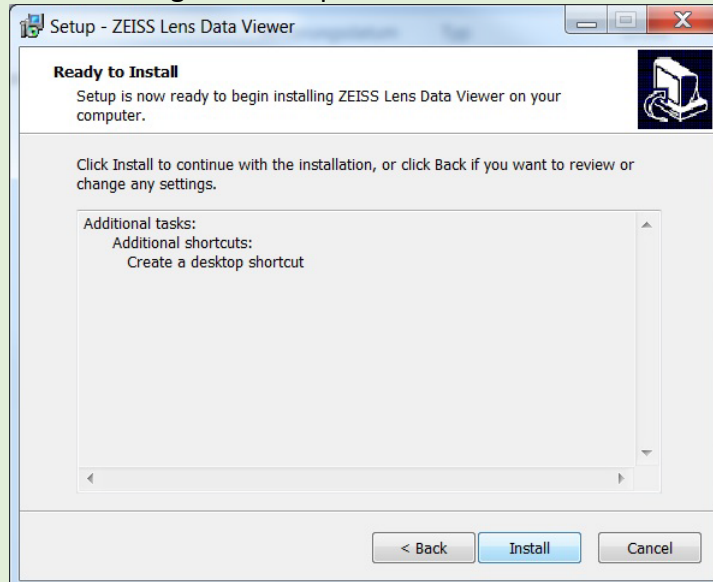 Setup - ZEISS Lens Data Viewer
Typ
Ready to Install
Setup is now ready to begin installing ZEISS Lens Data Viewer on your
computer.
Click Install to continue with the installation, or click Back if you want to review or
change any settings.
Additional tasks:
Additional shortcuts:
Create a desktop shortcut
< Back
Install
Cancel